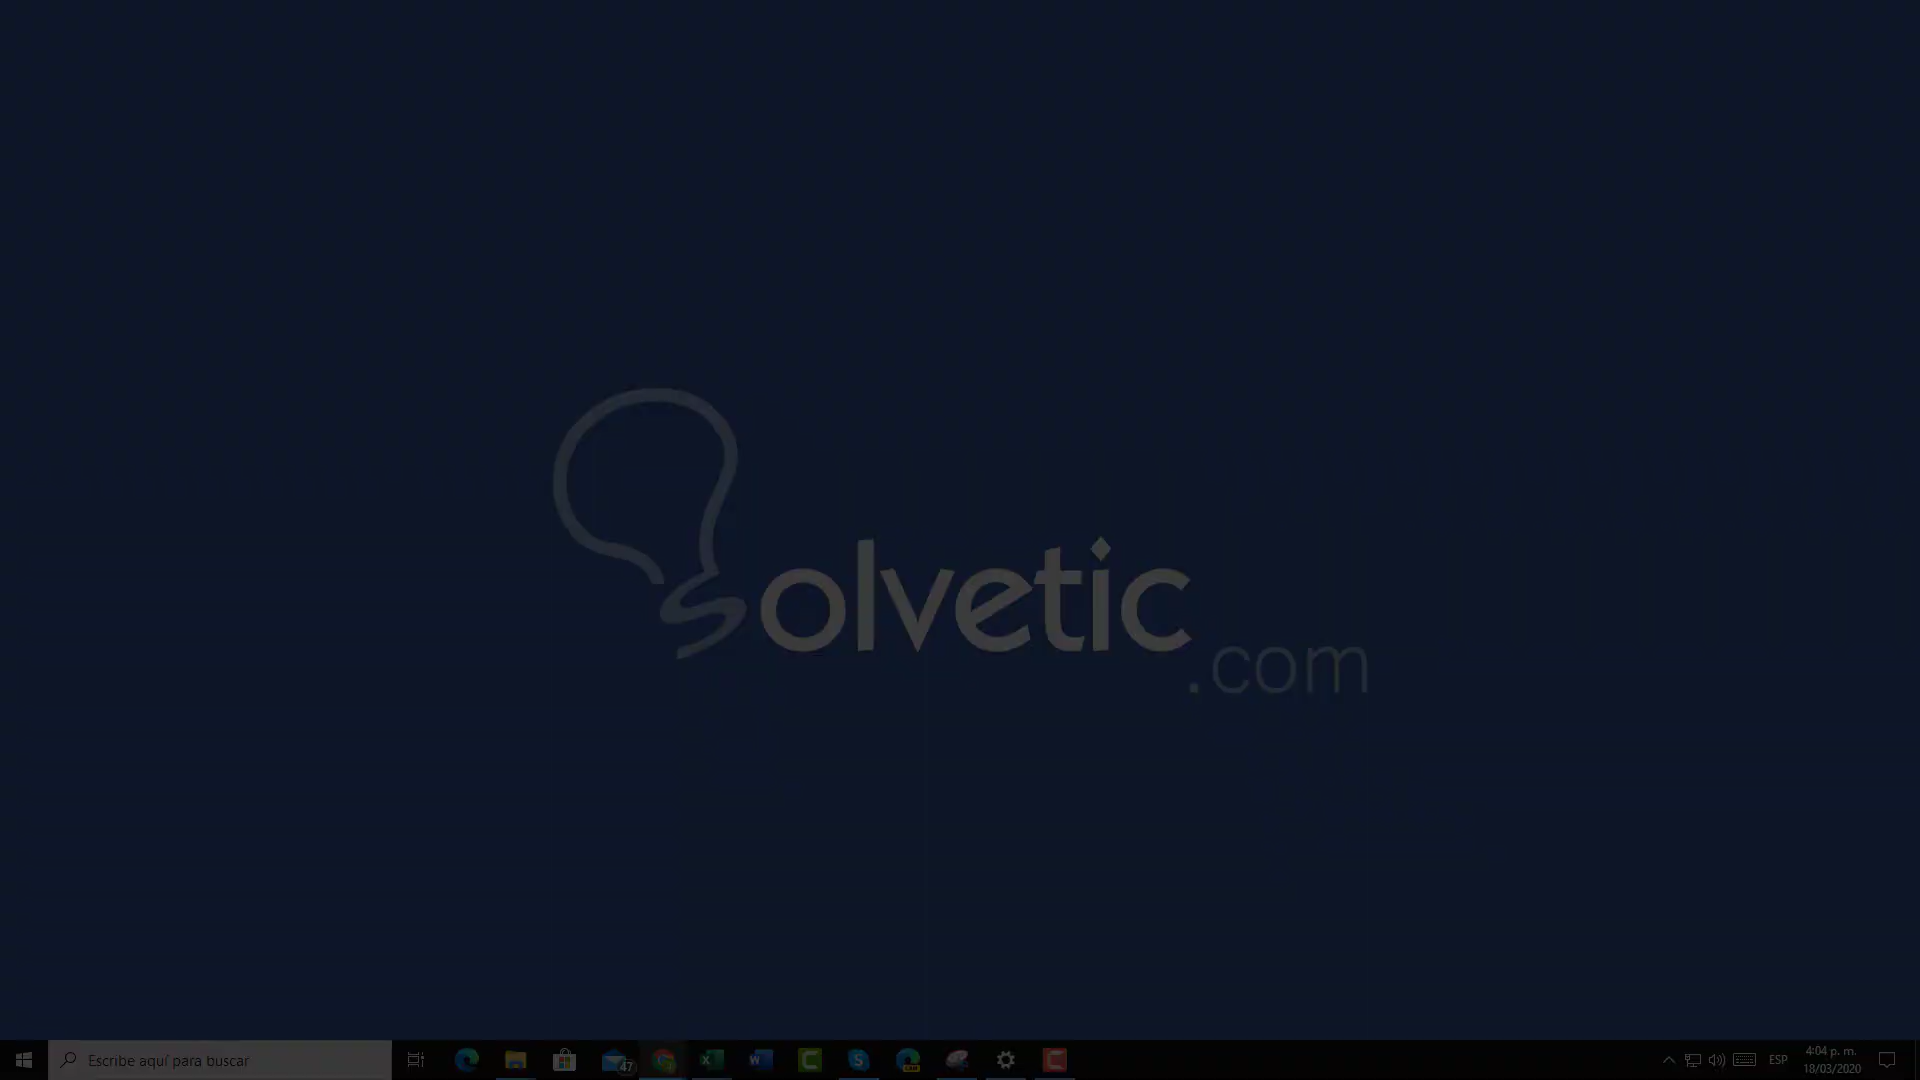 Solvetic
.com
Escribe aquí para buscar
47
ESP
4:04 p. m.
18/03/2020